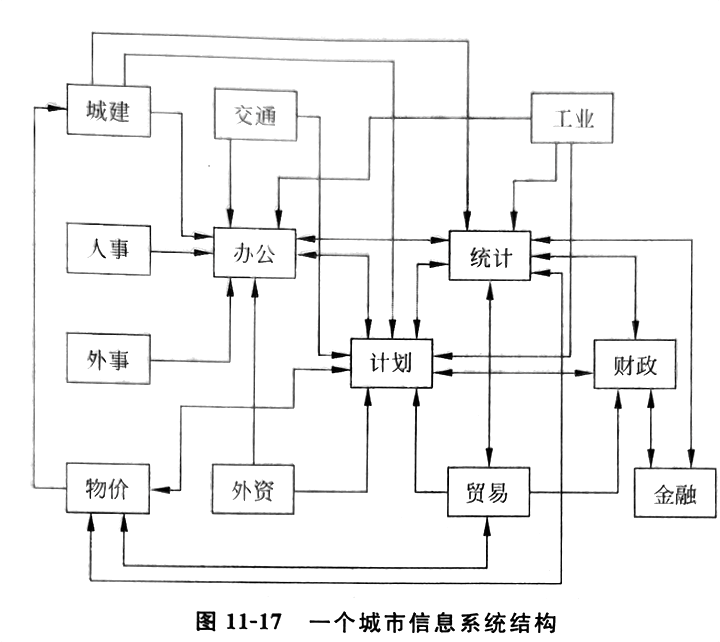 城建
交通
工业
人事
办公
统计
外事
计划
财政
物价
外资
贸易
金融
图 11-17 一个城市信息系统结构